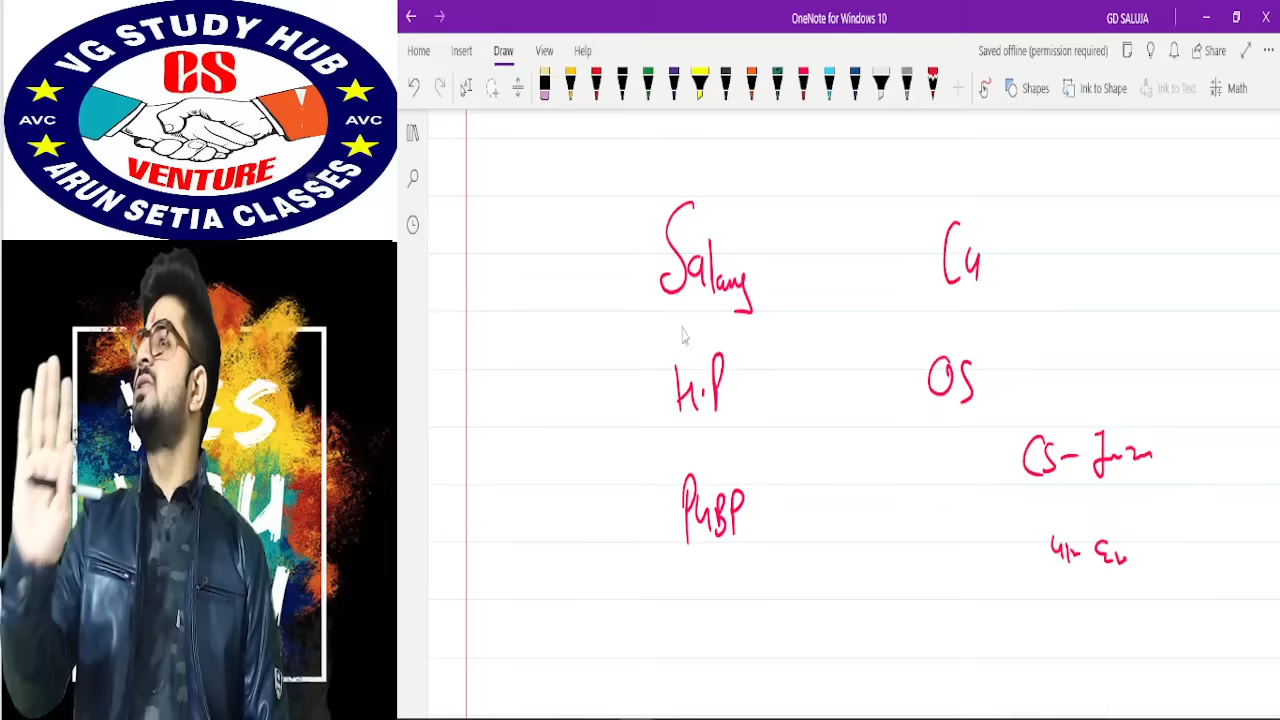 VG STUDY HUB
CS
AVC AVC
VENTURE
ARUN SETIA CLASSES
YES
YOU
OneNote for Windows 10
GD SALUJA
Home Insert Draw View Help
Saved offline (permission required)
Share
Shapes Ink to Shape Ink to Text Math
Salary
H.P
PGBP
OS
CS-